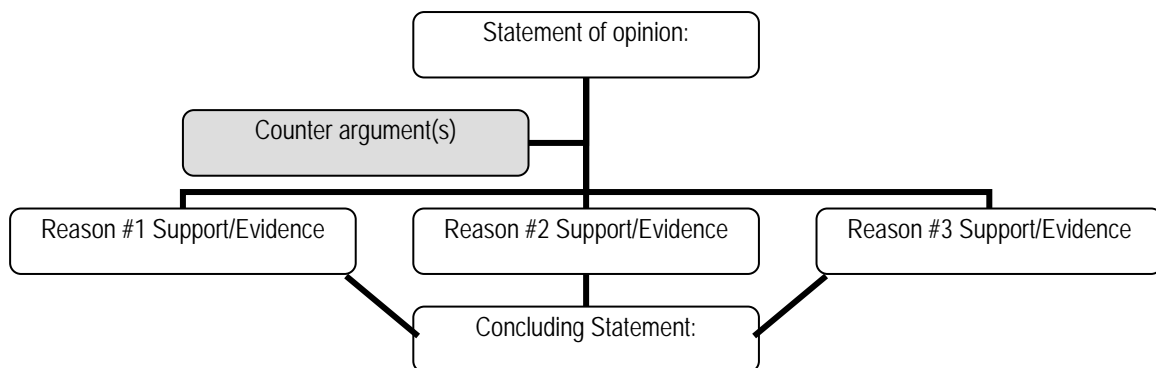 Statement of opinion:
Counter argument(s)
Reason #1 Support/Evidence
Reason #2 Support/Evidence
Reason #3 Support/Evidence
Concluding Statement: